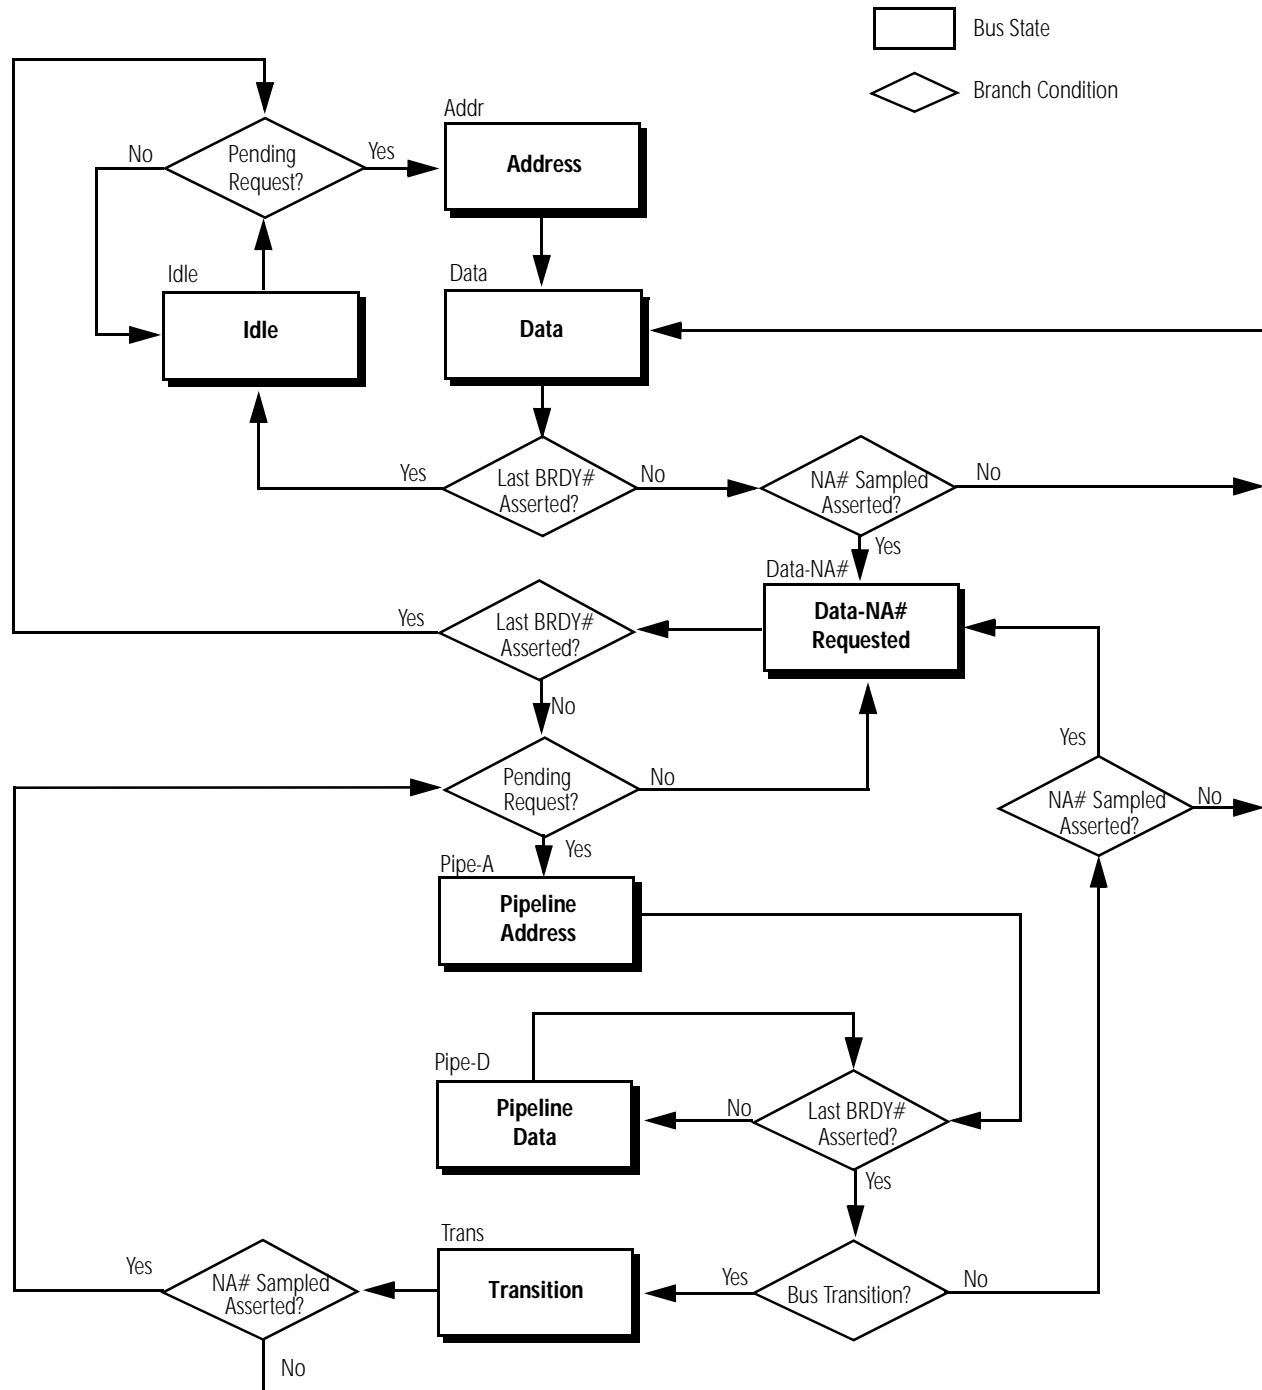 Bus State
Branch Condition
Addr
No
Pending
Request?
Yes
Address
Idle
Data
Idle
Data
Yes
Last BRDY#
Asserted?
No
NA# Sampled
Asserted?
No
Yes
Data-NA#
Yes
Last BRDY#
Asserted?
Data-NA#
Requested
No
Yes
Pending
Request?
No
NA# Sampled
Asserted?
No
Yes
Pipe-A
Pipeline
Address
Pipe-D
Pipeline
Data
No
Last BRDY#
Asserted?
Yes
Trans
Yes
NA# Sampled
Asserted?
Transition
Yes
Bus Transition?
No
No